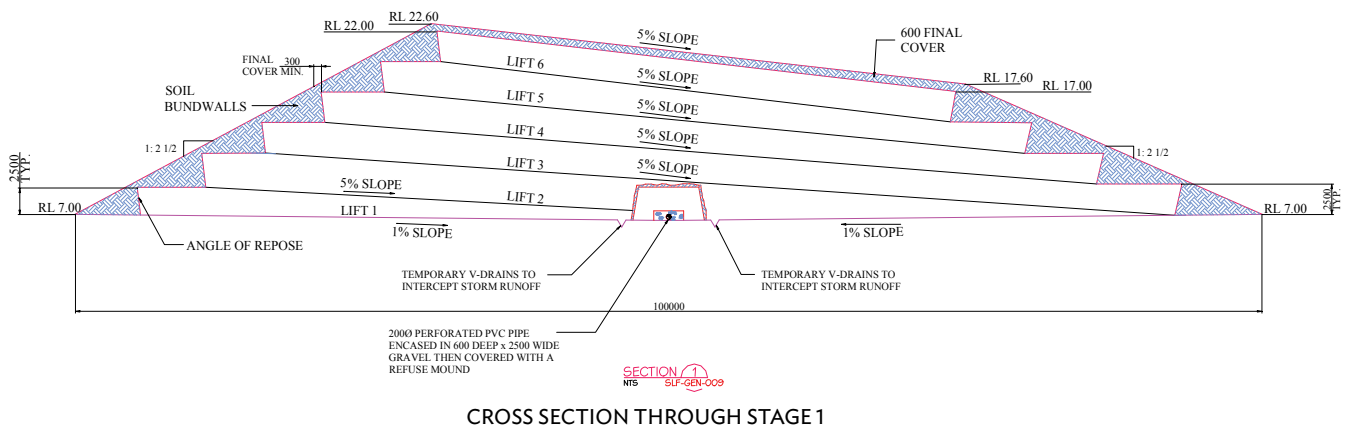 RL 22.60
RL 22.00
5% SLOPE
600 FINAL
COVER
FINAL
COVER MIN.
300
LIFT 6
5% SLOPE
RL 17.60
RL 17.00
SOIL
BUNDWALLS
LIFT 5
5% SLOPE
1: 2 1/2
LIFT 4
5% SLOPE
1: 2 1/2
2500
TYP.
LIFT 3
5% SLOPE
5% SLOPE
LIFT 2
2500
TYP.
RL 7.00
LIFT 1
RL 7.00
1% SLOPE
1% SLOPE
ANGLE OF REPOSE
TEMPORARY V-DRAINS TO
INTERCEPT STORM RUNOFF
TEMPORARY V-DRAINS TO
INTERCEPT STORM RUNOFF
100000
200Ø PERFORATED PVC PIPE
ENCASED IN 600 DEEP x 2500 WIDE
GRAVEL THEN COVERED WITH A
REFUSE MOUND
SECTION 1
NTS SLF-GEN-009
CROSS SECTION THROUGH STAGE 1